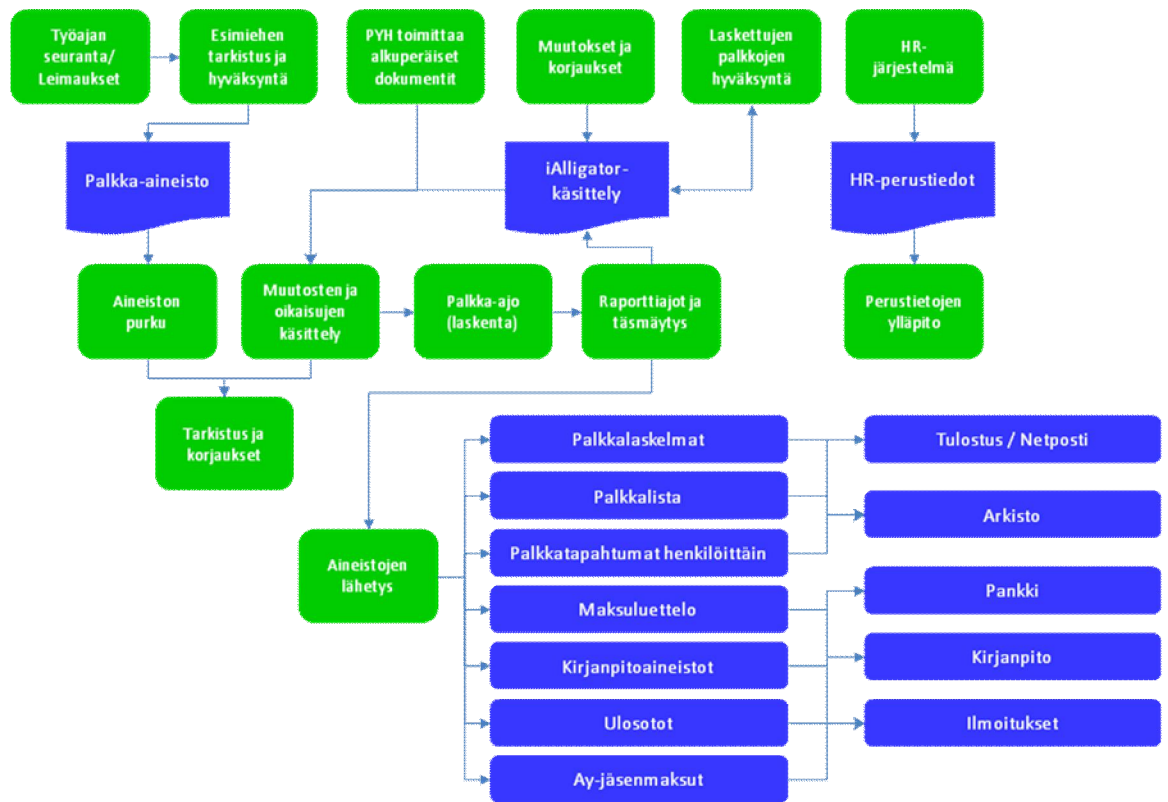 Työajan
seuranta/
Leimaukset
Esimiehen
tarkistus ja
hyväksyntä
PYH toimittaa
alkuperäiset
dokumentit
Muutokset ja
korjaukset
Laskettujen
palkkojen
hyväksyntä
HR-
järjestelmä
Palkka-aineisto
iAlligator-
käsittely
HR-perustiedot
Aineiston
purku
Muutosten ja
oikaisujen
käsittely
Palkka-ajo
(laskenta)
Raporttiajot ja
täsmäytys
Perustietojen
ylläpito
Tarkistus ja
korjaukset
Aineistojen
lähetys
Palkkalaskelmat
Palkkalista
Palkkatapahtumat henkilöittäin
Maksuluettelo
Kirjanpitoaineistot
Ulosotot
Ay-jäsenmaksut
Tulostus / Netposti
Arkisto
Pankki
Kirjanpito
Ilmoitukset